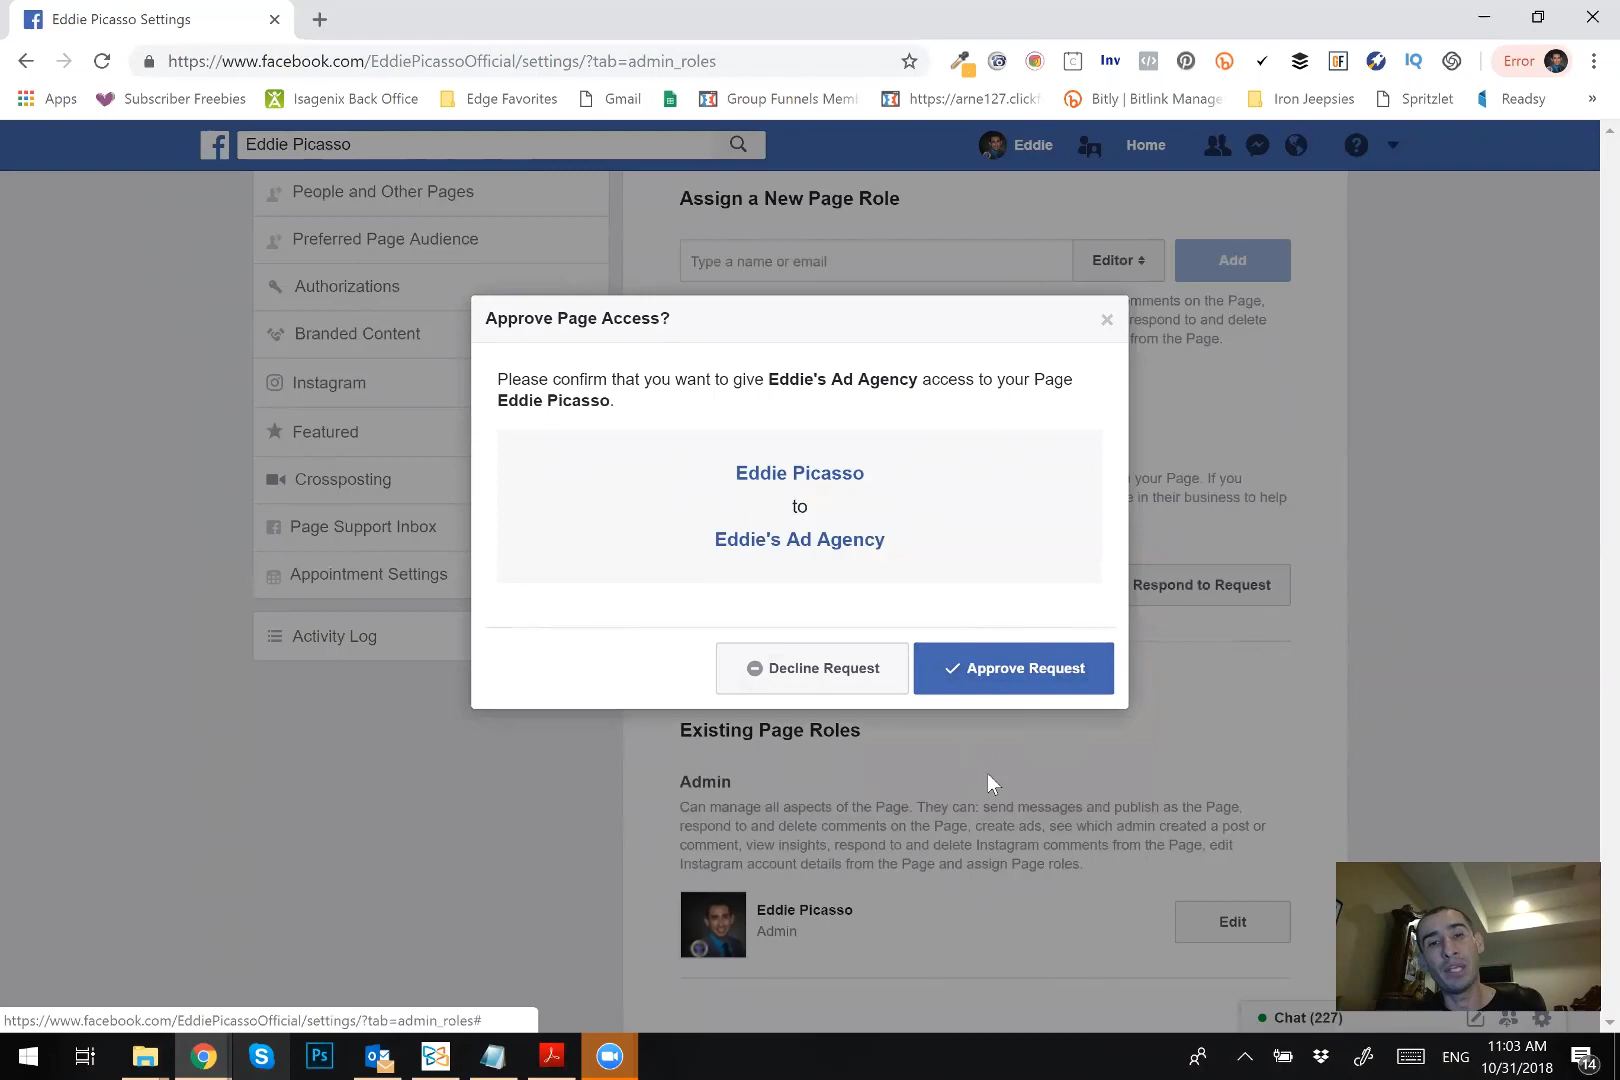 Eddie Picasso Settings
https://www.facebook.com/EddiePicassoOfficial/settings/?tab=admin_roles
Inv
OF
IQ
Error
Apps
Subscriber Freebies
Isagenix Back Office
Edge Favorites
Gmail
Group Funnels Mem
https://arne127.clickf
Bitly | Bitlink Manage
Iron Jeepsies
Spritzlet
Readsy
»
Eddie Picasso
Eddie
Home
People and Other Pages
Preferred Page Audience
Authorizations
Branded Content
Instagram
Featured
Crossposting
Page Support Inbox
Appointment Settings
Activity Log
Assign a New Page Role
Type a name or email
Editor
Add
mments on the Page,
respond to and delete
from the Page.
Approve Page Access?
Please confirm that you want to give Eddie's Ad Agency access to your Page
Eddie Picasso.
Eddie Picasso
to
Eddie's Ad Agency
your Page. If you
e in their business to help
Respond to Request
Decline Request
Approve Request
Existing Page Roles
Admin
Can manage all aspects of the Page. They can: send messages and publish as the Page,
respond to and delete comments on the Page, create ads, see which admin created a post or
comment, view insights, respond to and delete Instagram comments from the Page, edit
Instagram account details from the Page and assign Page roles.
Eddie Picasso
Admin
Edit
Chat (227)
https://www.facebook.com/EddiePicassoOfficial/settings/?tab=admin_roles#
Ps
ENG
11:03 AM
10/31/2018
14